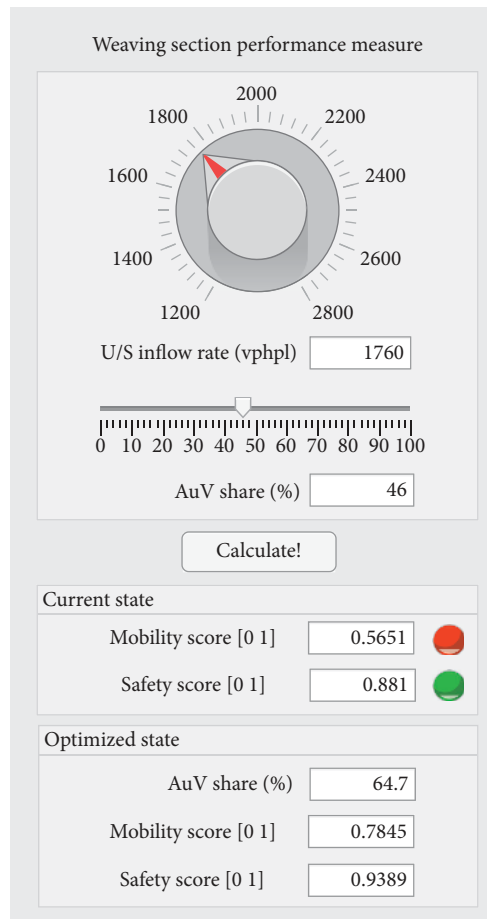 Weaving section performance measure
2000
1800 2200
1600 2400
1400 2600
1200 2800
U/S inflow rate (vphpl) 1760
0 10 20 30 40 50 60 70 80 90 100
AuV share (%) 46
Calculate!
Current state
Mobility score [0 1] 0.5651
Safety score [0 1] 0.881
Optimized state
AuV share (%) 64.7
Mobility score [0 1] 0.7845
Safety score [0 1] 0.9389